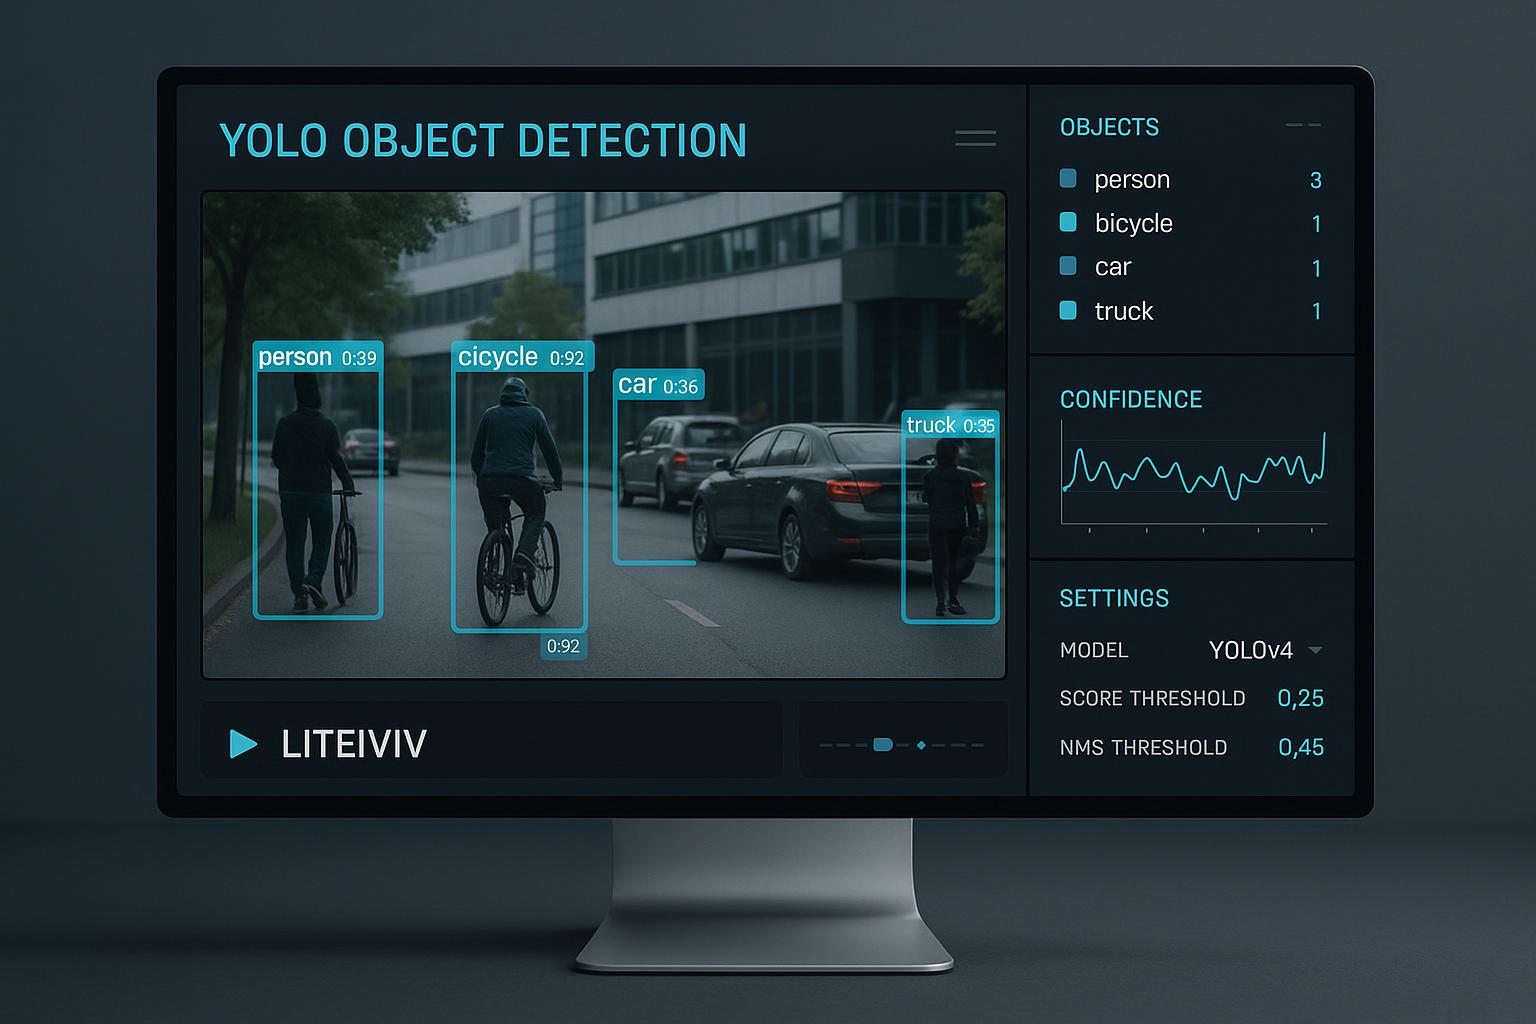 YOLO OBJECT DETECTION
person 0:39
cicycle 0:92
car 0:36
truck 0:35
0:92
LITEIVIV
OBJECTS
person 3
bicycle 1
car 1
truck 1
CONFIDENCE
SETTINGS
MODEL YOLOv4
SCORE THRESHOLD 0,25
NMS THRESHOLD 0,45